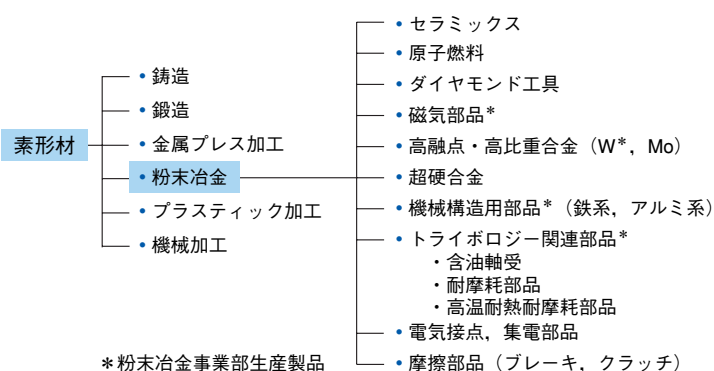 素形材
・鋳造
・鍛造
・金属プレス加工
・粉末冶金
・プラスティック加工
・機械加工
・セラミックス
・原子燃料
・ダイヤモンド工具
・磁気部品*
・高融点・高比重合金（W*，Mo）
・超硬合金
・機械構造用部品*（鉄系，アルミ系）
・トライボロジー関連部品*
・含油軸受
・耐摩耗部品
・高温耐熱耐摩耗部品
・電気接点，集電部品
・摩擦部品（ブレーキ，クラッチ）
＊粉末冶金事業部生産製品